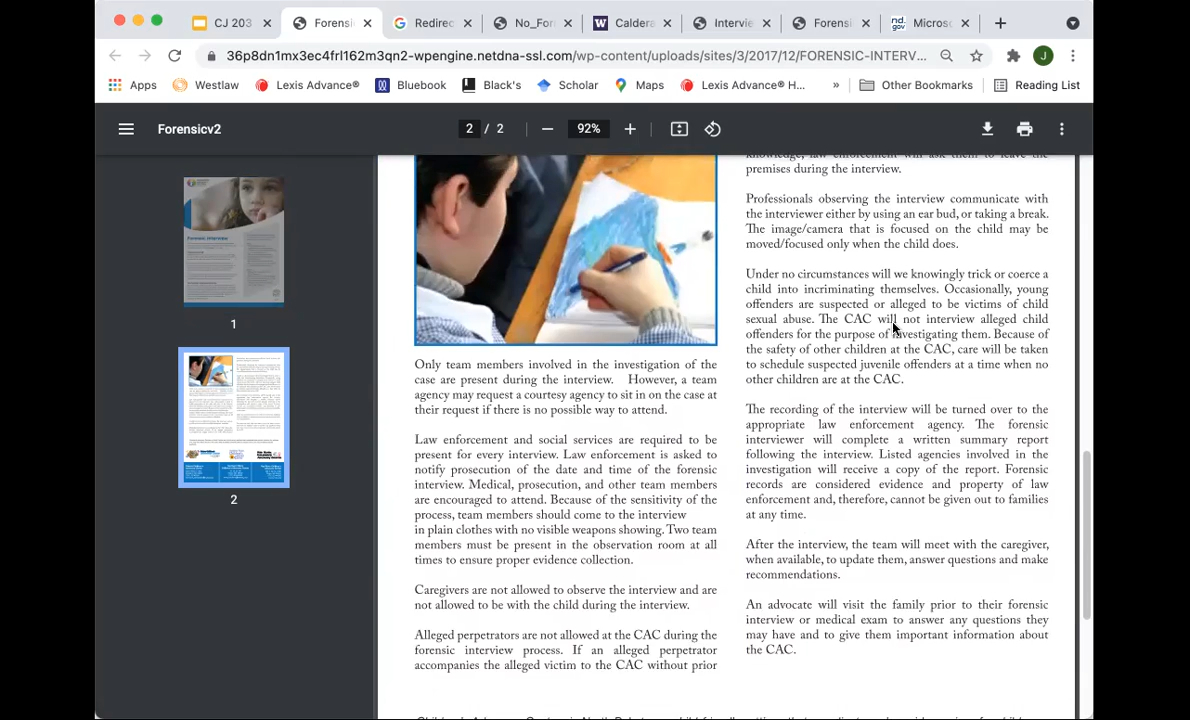 CJ 203
Forensic
Redirec
No_For
Caldera
Intervie
Forensi
Micros
36p8dn1mx3ec4frl162m3qn2-wpengine.netdna-ssl.com/wp-content/uploads/sites/3/2017/12/FORENSIC-INTERV...
J
Apps
Westlaw
Lexis Advance®
Bluebook
Black's
Scholar
Maps
Lexis Advance® H...
»
Other Bookmarks
Reading List
Forensicv2
2 / 2
92%
1
2
Only team members involved in the investigation of the
case are present during the interview. However, a team
agency may request a courtesy agency to sit in on the case at
their request if there is no possible way to attend.
Law enforcement and social services are required to be
present for every interview. Law enforcement is asked to
notify prosecution of the date and time of the forensic
interview. Medical, prosecution, and other team members
are encouraged to attend. Because of the sensitivity of the
process, team members should come to the interview
in plain clothes with no visible weapons showing. Two team
members must be present in the observation room at all
times to ensure proper evidence collection.
Caregivers are not allowed to observe the interview and are
not allowed to be with the child during the interview.
Alleged perpetrators are not allowed at the CAC during the
forensic interview process. If an alleged perpetrator
accompanies the alleged victim to the CAC without prior
knowledge, law enforcement will ask them to leave the
premises during the interview.
Professionals observing the interview communicate with
the interviewer either by using an ear bud, or taking a break.
The image/camera that is focused on the child may be
moved/focused only when the child does.
Under no circumstances will we knowingly trick or coerce a
child into incriminating themselves. Occasionally, young
offenders are suspected or alleged to be victims of child
sexual abuse. The CAC will not interview alleged child
offenders for the purpose of investigating them. Because of
the safety of other children at the CAC, care will be taken
to schedule suspected juvenile offenders at a time when no
other children are at the CAC.
The recording of the interview will be turned over to the
appropriate law enforcement agency. The forensic
interviewer will complete a written summary report
following the interview. Listed agencies involved in the
investigation will receive a copy of the report. Forensic
records are considered evidence and property of law
enforcement and, therefore, cannot be given out to families
at any time.
After the interview, the team will meet with the caregiver,
when available, to update them, answer questions and make
recommendations.
An advocate will visit the family prior to their forensic
interview or medical exam to answer any questions they
may have and to give them important information about
the CAC.